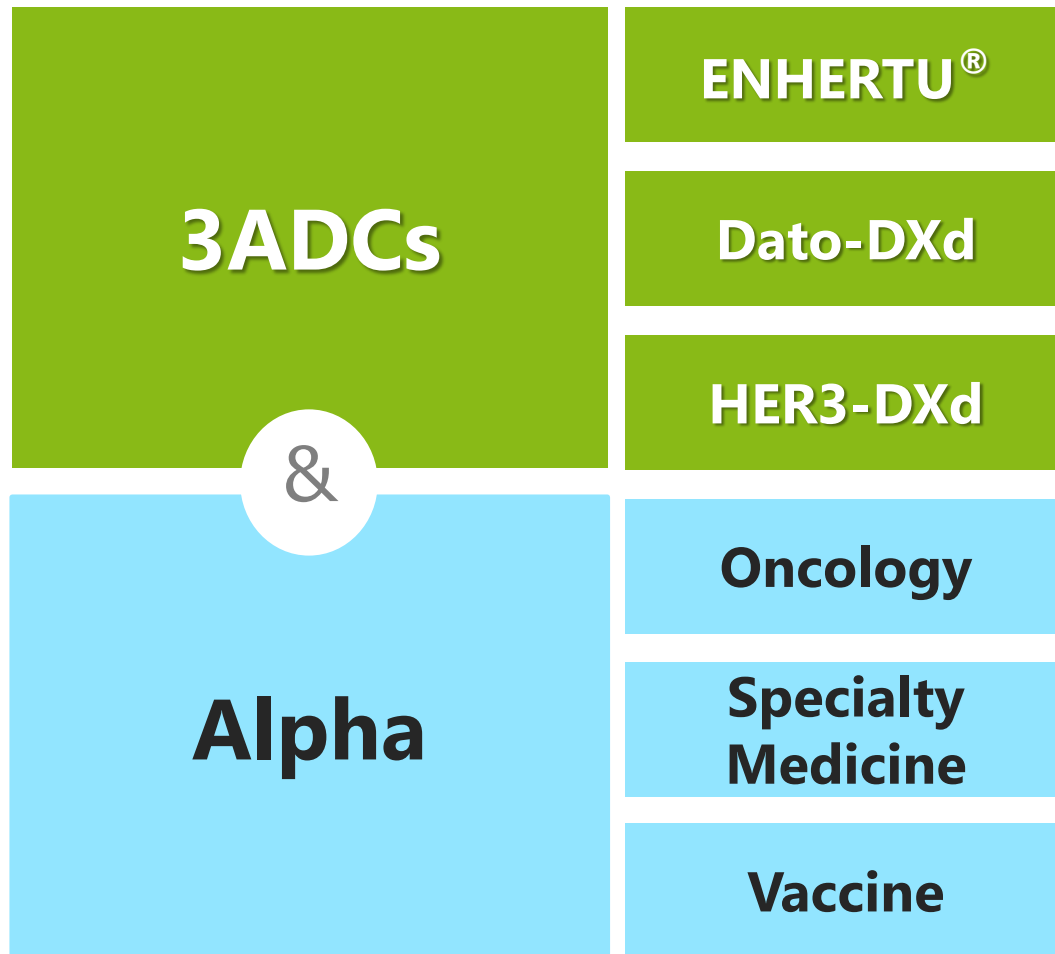 3ADCs
&
Alpha
ENHERTU®
Dato-DXd
HER3-DXd
Oncology
Specialty
Medicine
Vaccine